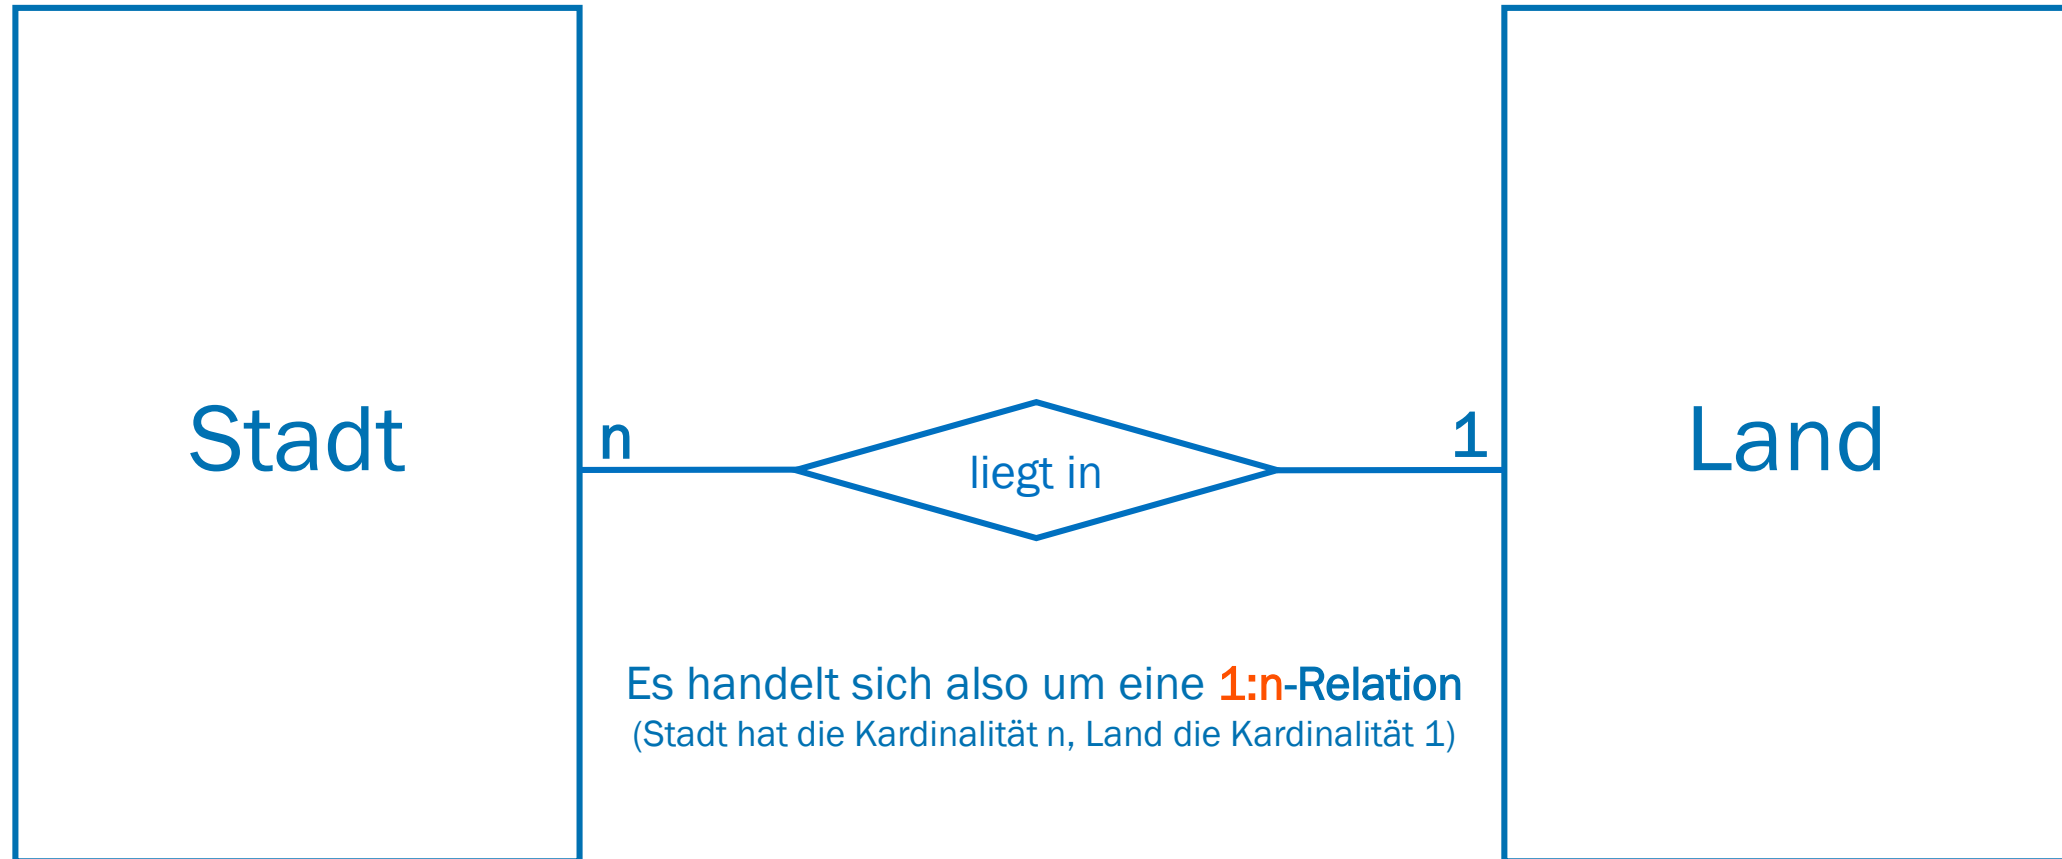 Stadt
n
liegt in
1
Land
Es handelt sich also um eine 1:n-Relation
(Stadt hat die Kardinalität n, Land die Kardinalität 1)